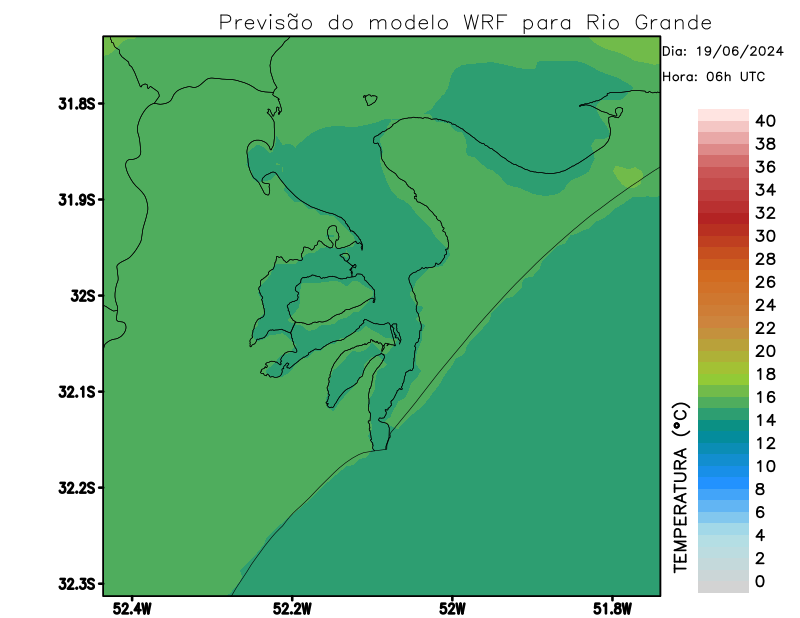 Previsão do modelo WRF para Rio Grande
Dia: 19/06/2024
Hora: 06h UTC
31.8S
31.9S
32S
32.1S
32.2S
32.3S
52.4W
52.2W
52W
51.8W
40
38
36
34
32
30
28
26
24
22
20
18
16
14
12
10
8
6
4
2
0
TEMPERATURA (°C)